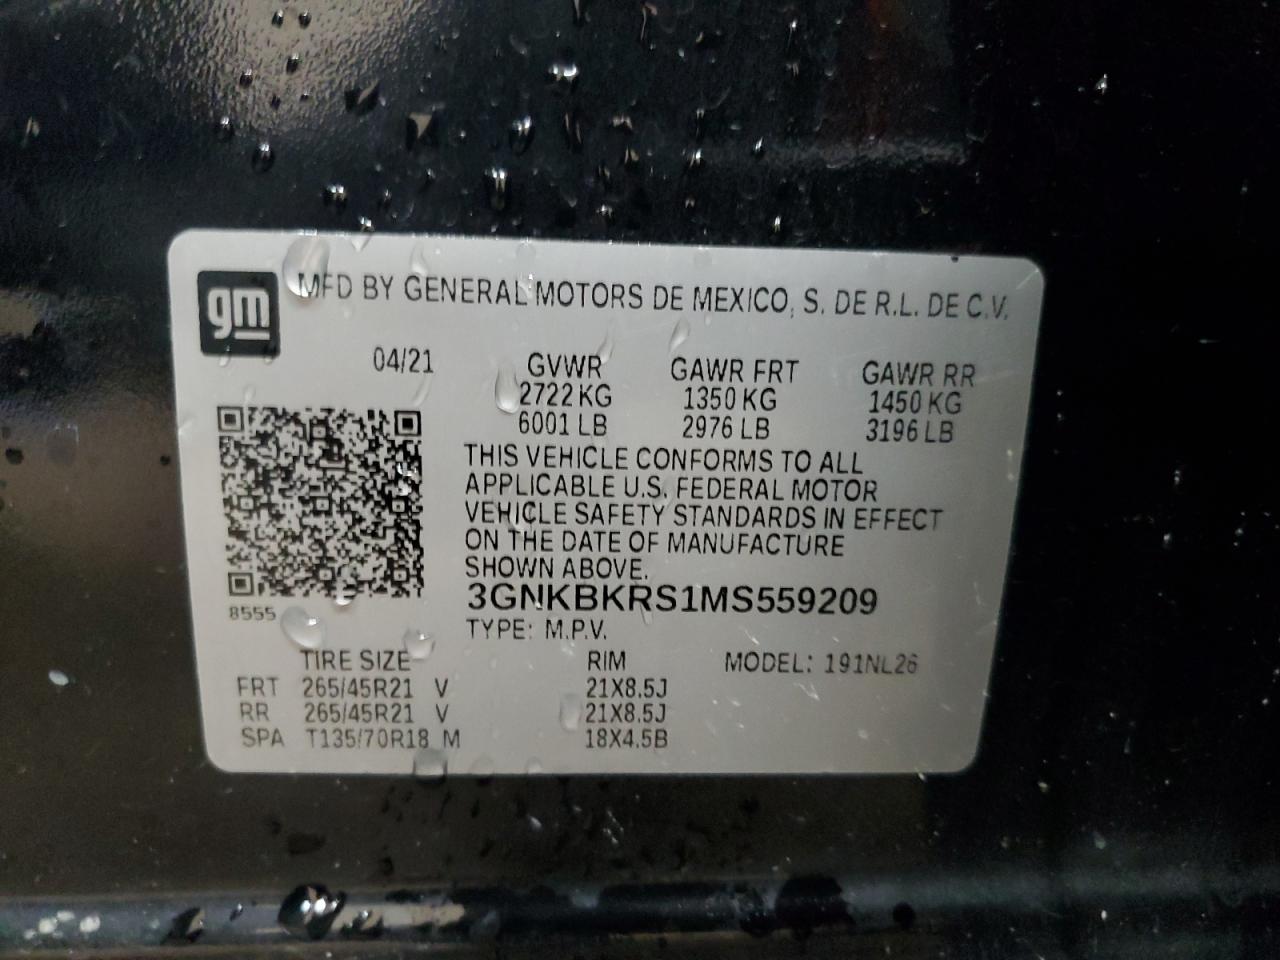 gm
MFD BY GENERAL MOTORS DE MEXICO, S. DE R.L. DE C.V.
04/21 GVWR GAWR FRT GAWR RR
2722 KG 1350 KG 1450 KG
6001 LB 2976 LB 3196 LB
THIS VEHICLE CONFORMS TO ALL
APPLICABLE U.S. FEDERAL MOTOR
VEHICLE SAFETY STANDARDS IN EFFECT
ON THE DATE OF MANUFACTURE
SHOWN ABOVE.
3GNKBKRS1MS559209
8555
TYPE: M.P.V.
TIRE SIZE RIM MODEL: 191NL26
FRT 265/45R21 V 21X8.5J
RR 265/45R21 V 21X8.5J
SPA T135/70R18 M 18X4.5B